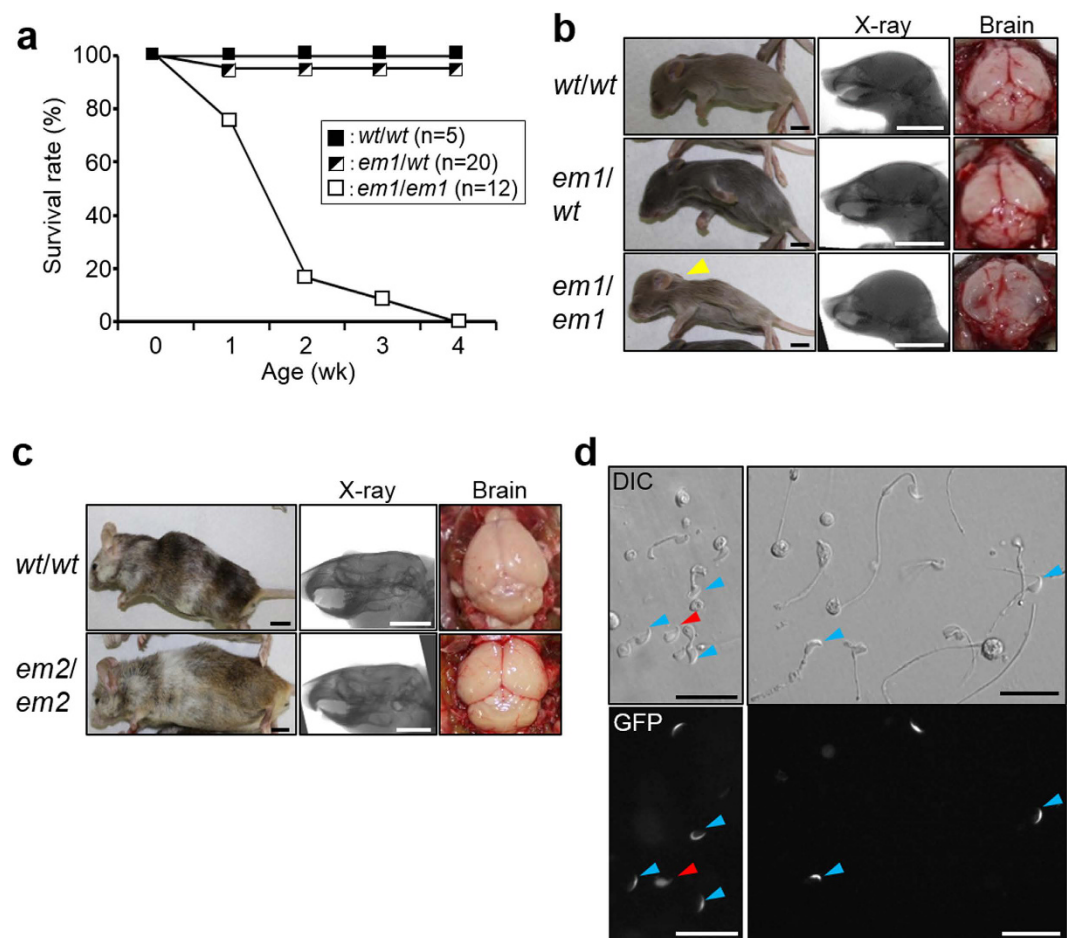 a
Survival rate (%)
100
80
60
40
20
0
0 1 2 3 4
Age (wk)
: wt/wt (n=5)
: em1/wt (n=20)
: em1/em1 (n=12)
b
X-ray Brain
wt/wt
em1/
wt
em1/
em1
c
X-ray Brain
wt/wt
em2/
em2
d
DIC
GFP